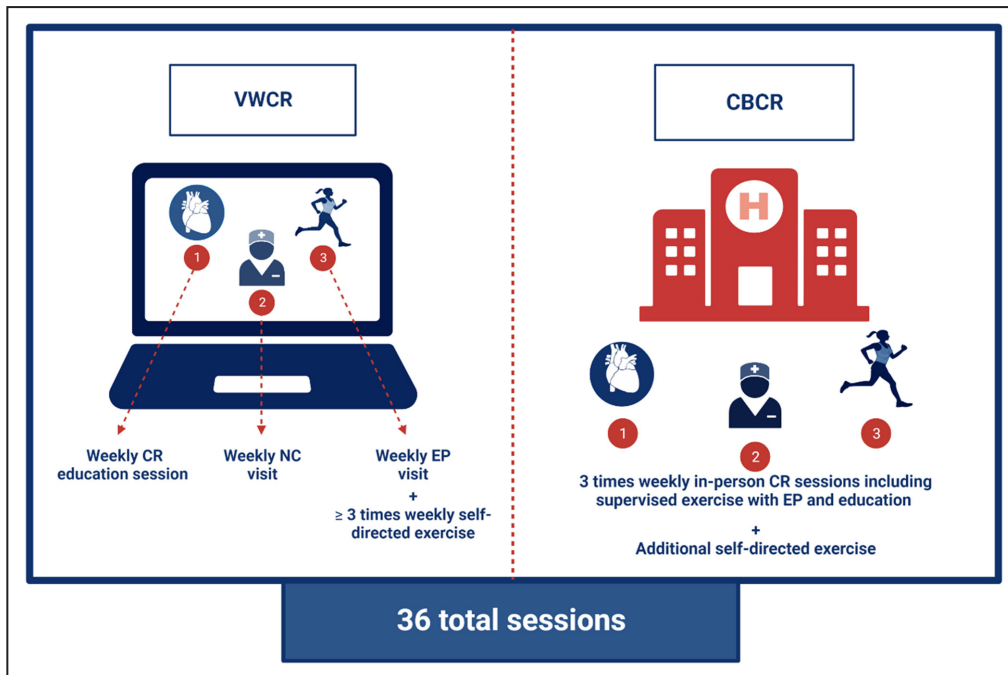 VWCR
1
2
3
Weekly CR
education session
Weekly NC
visit
Weekly EP
visit
+
≥ 3 times weekly self-
directed exercise
CBCR
H
1
2
3
3 times weekly in-person CR sessions including
supervised exercise with EP and education
+
Additional self-directed exercise
36 total sessions